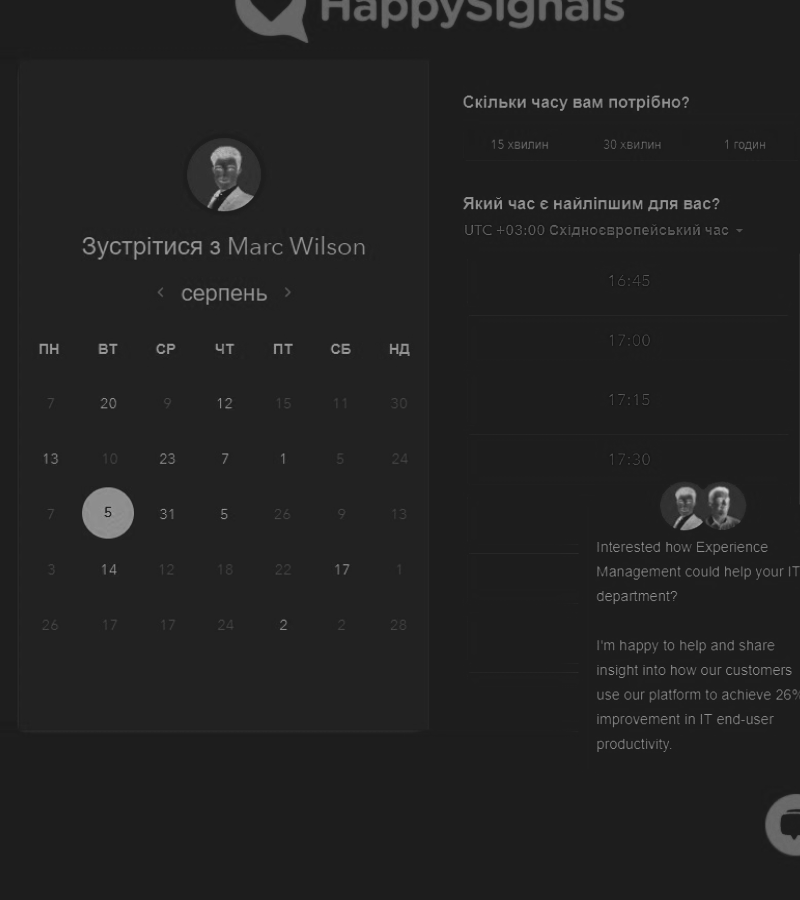 HappySignals
Зустрітися з Marc Wilson
серпень
ПН ВТ СР ЧТ ПТ СБ НД
7 20 9 12 15 11 30
13 10 23 7 1 5 24
7 5 31 5 26 9 13
3 14 12 18 22 17 1
26 17 17 24 2 2 28
Скільки часу вам потрібно?
15 хвилин 30 хвилин 1 годин
Який час є найліпшим для вас?
UTC +03:00 Східноєвропейський час
16:45
17:00
17:15
17:30
Interested how Experience
Management could help your IT
department?
I'm happy to help and share
insight into how our customers
use our platform to achieve 26%
improvement in IT end-user
productivity.